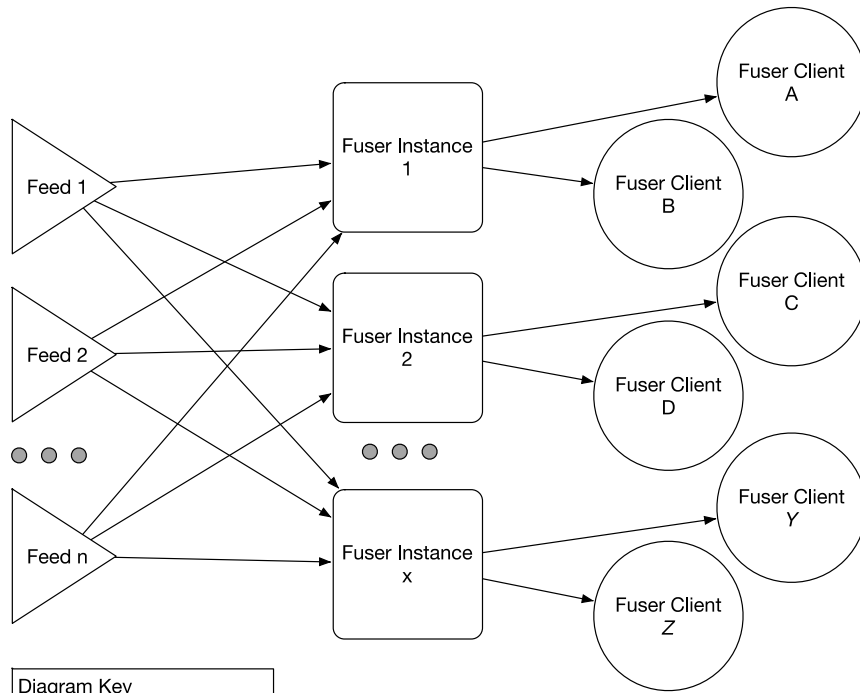 Fuser Client
A
Fuser Instance
1
Feed 1
Fuser Client
B
Fuser Client
C
Fuser Instance
2
Feed 2
Fuser Client
D
Fuser Client
Y
Fuser Instance
x
Feed n
Fuser Client
Z
Diagram Key